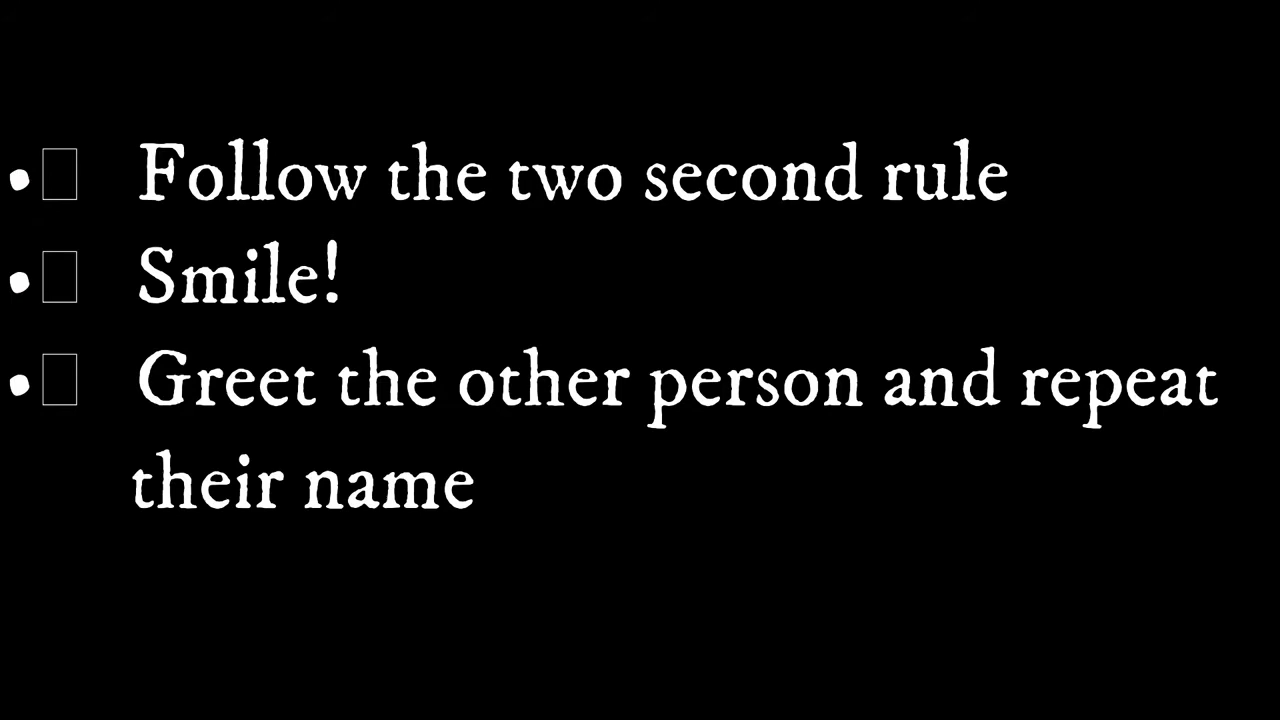 • Follow the two second rule
• Smile!
• Greet the other person and repeat
their name